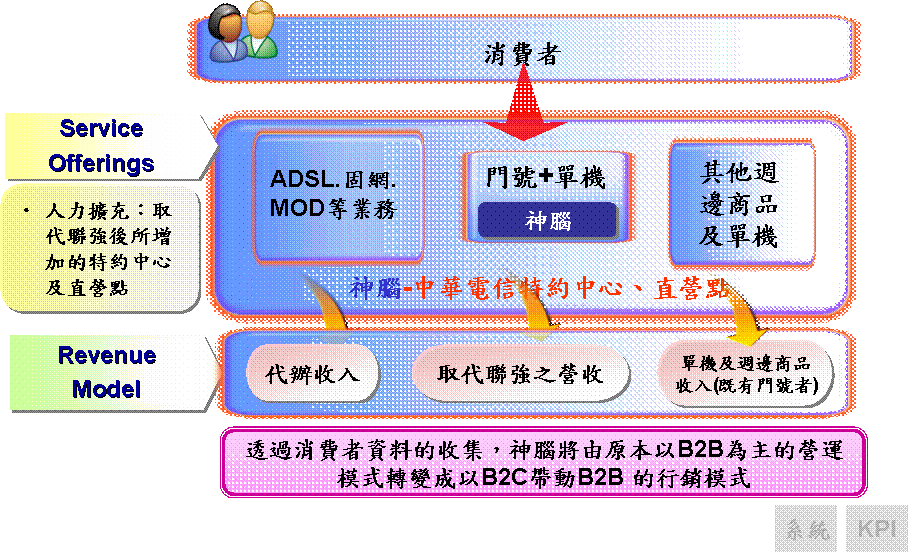 消費者
Service
Offerings
• 人力擴充：取
代聯強後所增
加的特約中心
及直營點
ADSL.固網.
MOD等業務
門號+單機
神腦
其他週
邊商品
及單機
神腦-中華電信特約中心、直營點
Revenue
Model
代辦收入
取代聯強之營收
單機及週邊商品
收入(既有門號者)
透過消費者資料的收集，神腦將由原本以B2B為主的營運
模式轉變成以B2C帶動B2B 的行銷模式
系統
KPI